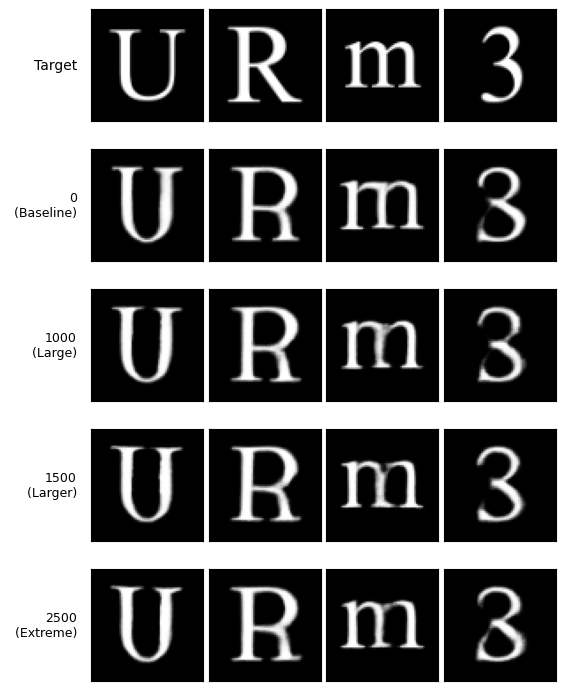 Target U R m 3
0
(Baseline) U R m 3
1000
(Large) U R m 3
1500
(Larger) U R m 3
2500
(Extreme) U R m 3